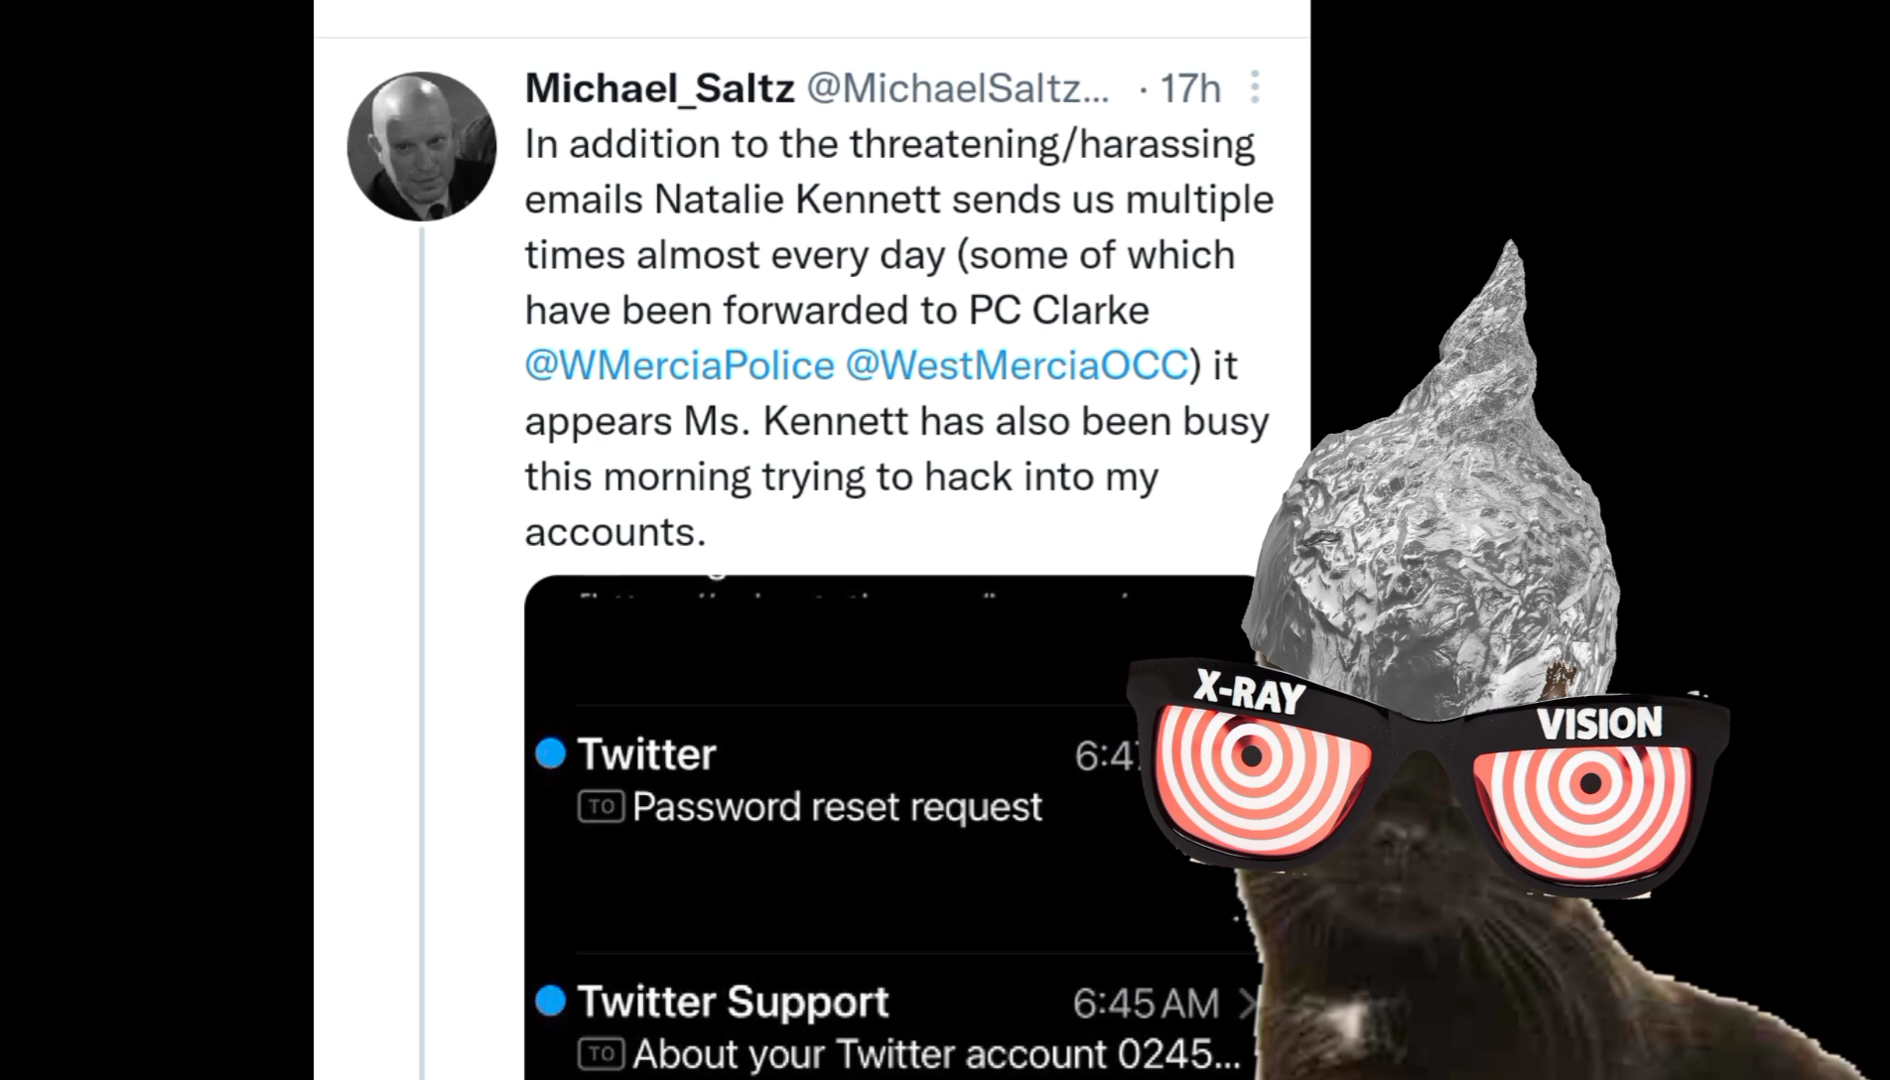 Michael_Saltz @MichaelSaltz... · 17h
In addition to the threatening/harassing
emails Natalie Kennett sends us multiple
times almost every day (some of which
have been forwarded to PC Clarke
@WMerciaPolice @WestMerciaOCC) it
appears Ms. Kennett has also been busy
this morning trying to hack into my
accounts.
Twitter
TO Password reset request
X-RAY VISION
Twitter Support 6:45 AM
TO About your Twitter account 0245...